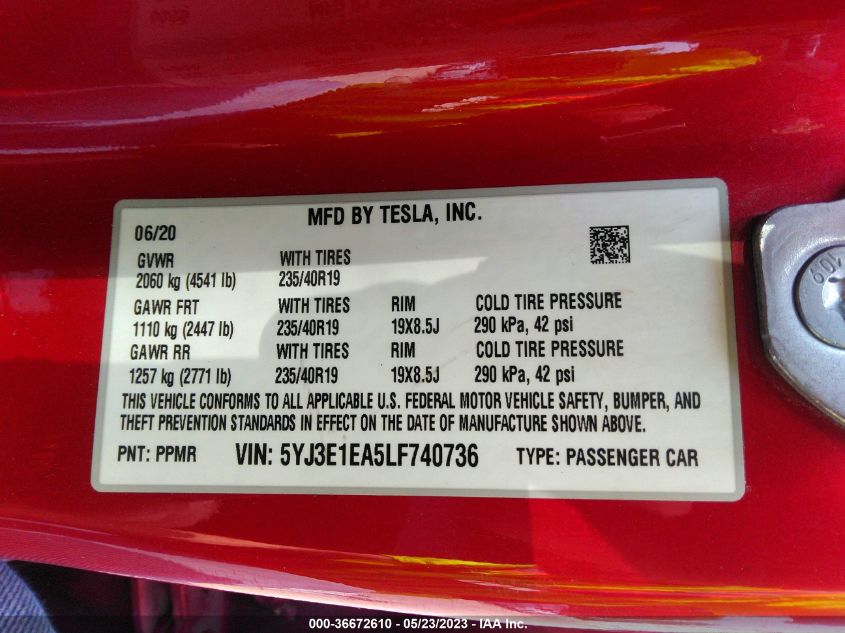 MFD BY TESLA, INC.
06/20
GVWR WITH TIRES
2060 kg (4541 lb) 235/40R19
GAWR FRT WITH TIRES RIM COLD TIRE PRESSURE
1110 kg (2447 lb) 235/40R19 19X8.5J 290 kPa, 42 psi
GAWR RR WITH TIRES RIM COLD TIRE PRESSURE
1257 kg (2771 lb) 235/40R19 19X8.5J 290 kPa, 42 psi
THIS VEHICLE CONFORMS TO ALL APPLICABLE U.S. FEDERAL MOTOR VEHICLE SAFETY, BUMPER, AND
THEFT PREVENTION STANDARDS IN EFFECT ON THE DATE OF MANUFACTURE SHOWN ABOVE.
PNT: PPMR VIN: 5YJ3E1EA5LF740736 TYPE: PASSENGER CAR
000-36672610 - 05/23/2023 - IAA Inc.